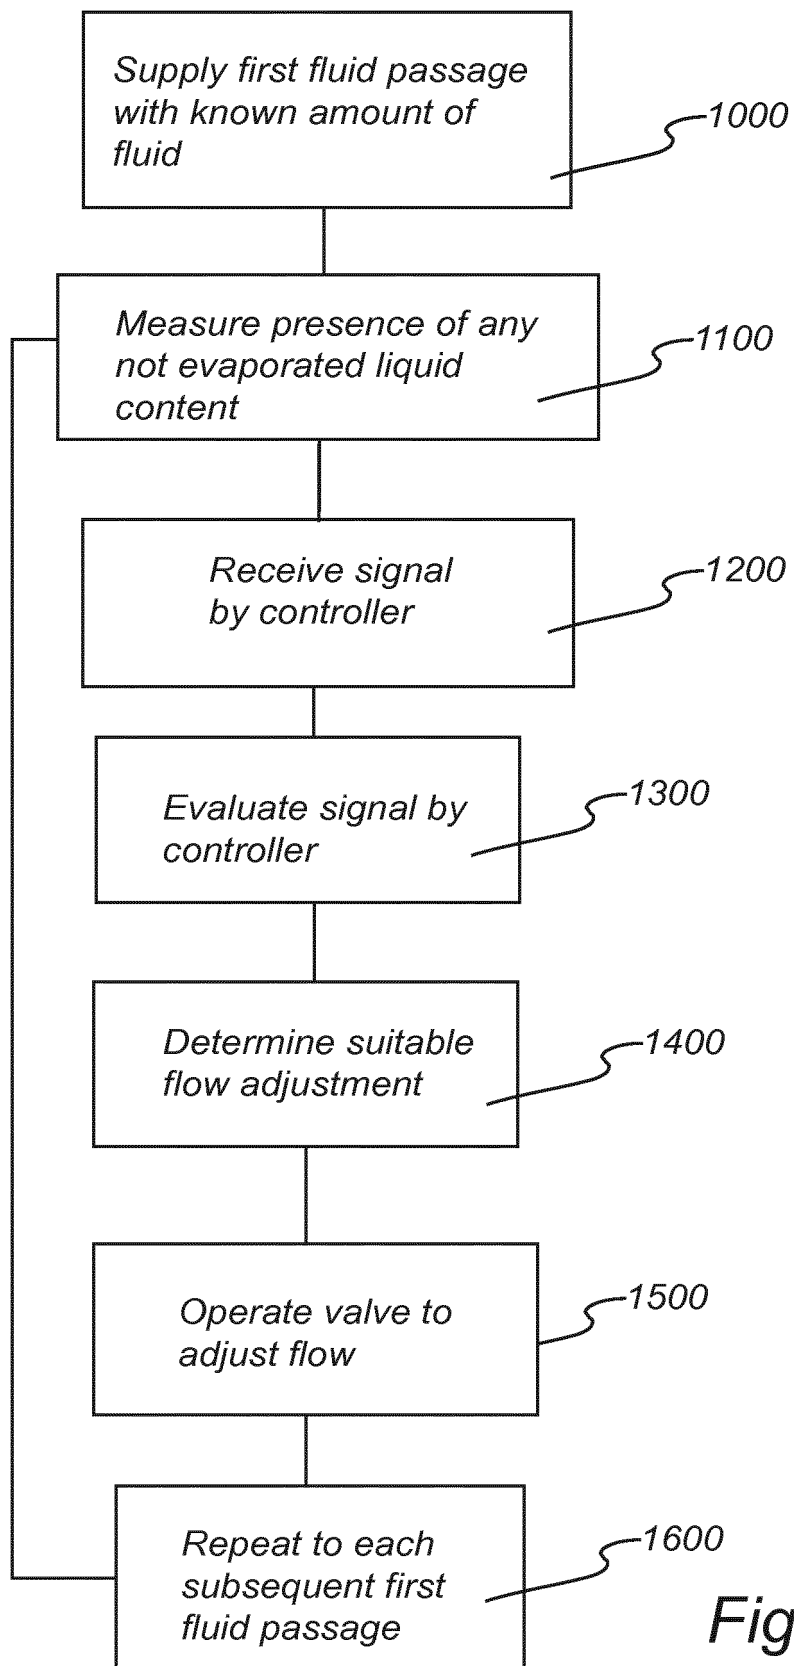 Supply first fluid passage
with known amount of
fluid
1000
Measure presence of any
not evaporated liquid
content
1100
Receive signal
by controller
1200
Evaluate signal by
controller
1300
Determine suitable
flow adjustment
1400
Operate valve to
adjust flow
1500
Repeat to each
subsequent first
fluid passage
1600
Fig